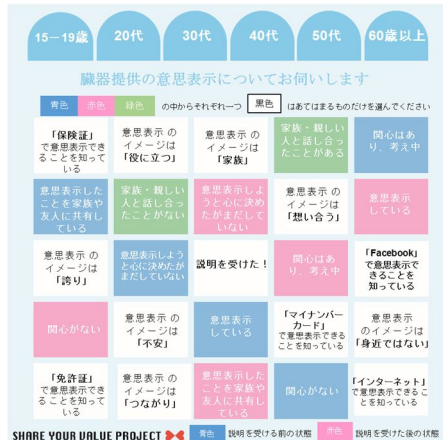 15－19歳 20代 30代 40代 50代 60歳以上
臓器提供の意思表示についてお伺いします
青色 赤色 緑色 の中からそれぞれ一つ 黒色 はあてはまるものだけを選んでください
「保険証」
で意思表示でき
ることを知って
いる
意思表示 の
イメージは
「役に立つ」
意思表示 の
イメージは
「家族」
家族・親しい
人と話し合っ
たことがある
関心はあ
り、考え中
意思表示した
ことを家族や
友人に共有し
ている
家族・親しい
人と話し合っ
たことがない
意思表示しよ
うと心に決め
たがまだして
いない
意思表示 の
イメージは
「想い合う」
意思表示
している
意思表示 の
イメージは
「誇り」
意思表示しよう
と心に決めたが
まだしていない
説明を受けた！
関心はあ
り、考え中
「Facebook」
で意思表示で
きることを
知っている
関心がない
意思表示 の
イメージは
「不安」
意思表示
している
「マイナンバー
カード」
で意思表示できる
ことを知っている
意思表示
のイメージは
「身近ではない」
「免許証」
で意思表示でき
ることを知って
いる
意思表示 の
イメージは
「つながり」
意思表示した
ことを家族や
友人に共有し
ている
関心がない
「インターネット」
で意思表示できるこ
とを知っている
SHARE YOUR VALUE PROJECT 青色 説明を受ける前の状態 赤色 説明を受けた後の状態